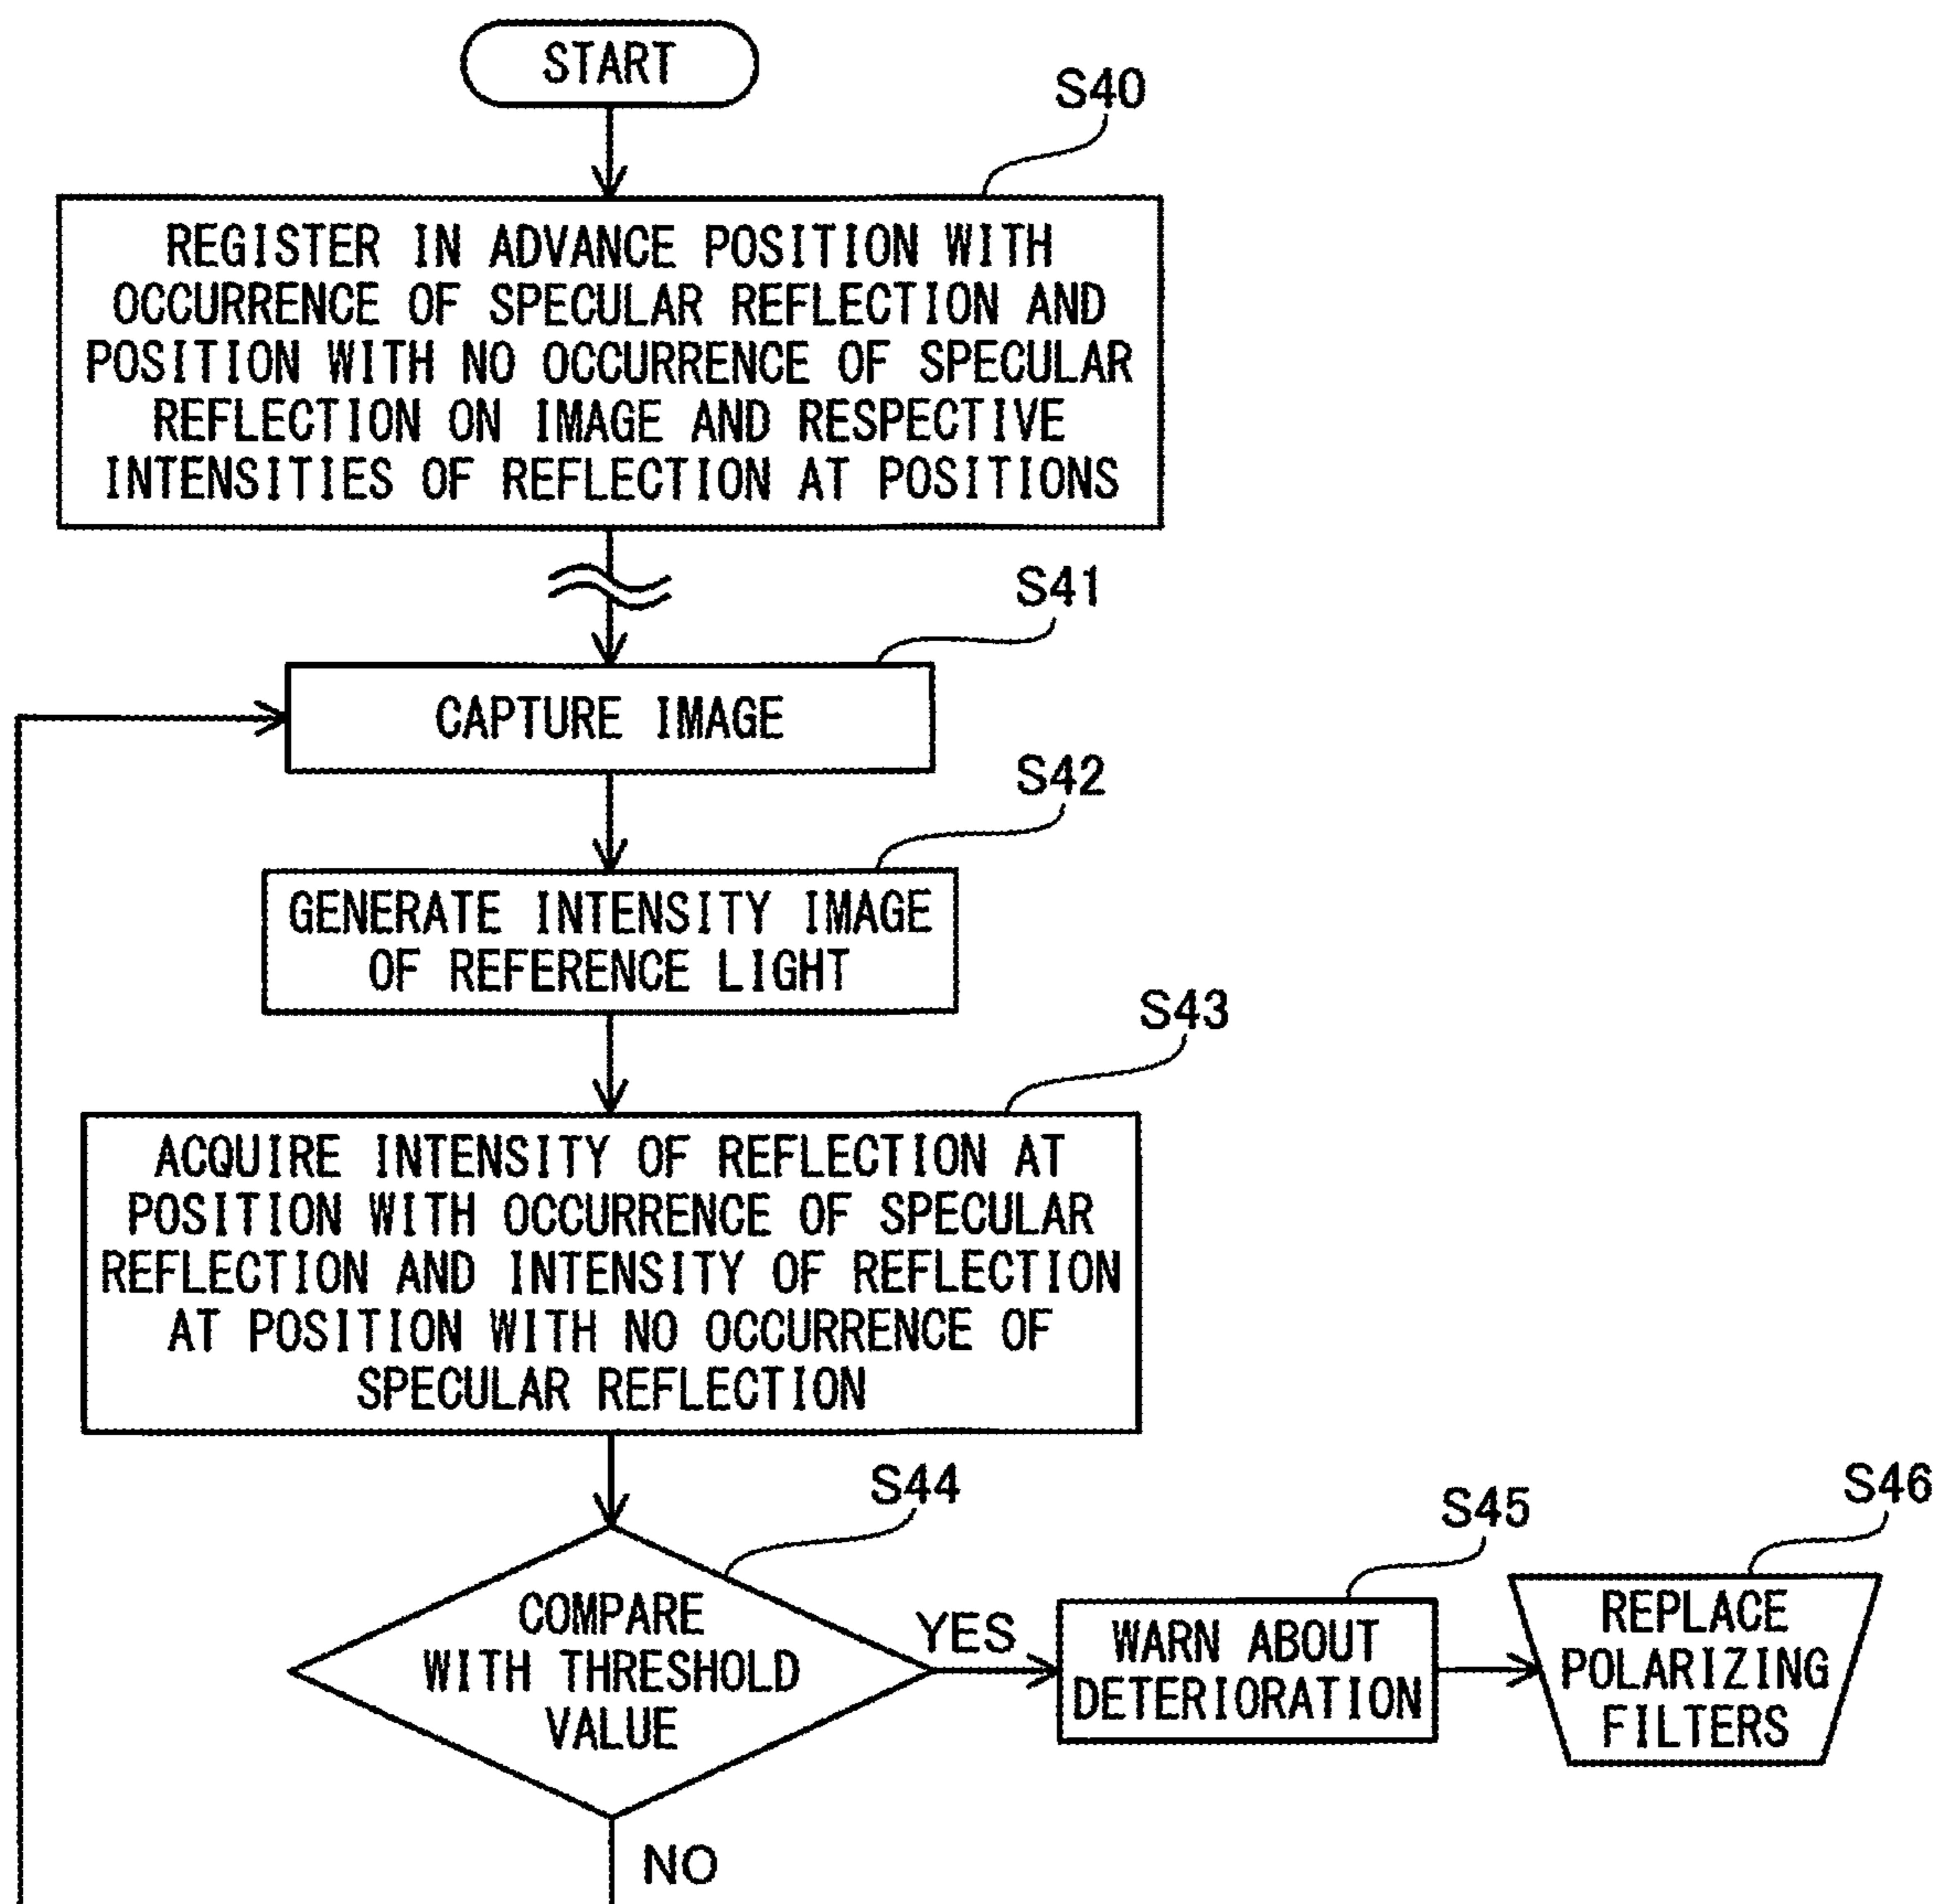 START
S40
REGISTER IN ADVANCE POSITION WITH
OCCURRENCE OF SPECULAR REFLECTION AND
POSITION WITH NO OCCURRENCE OF SPECULAR
REFLECTION ON IMAGE AND RESPECTIVE
INTENSITIES OF REFLECTION AT POSITIONS
S41
CAPTURE IMAGE
S42
GENERATE INTENSITY IMAGE
OF REFERENCE LIGHT
S43
ACQUIRE INTENSITY OF REFLECTION AT
POSITION WITH OCCURRENCE OF SPECULAR
REFLECTION AND INTENSITY OF REFLECTION
AT POSITION WITH NO OCCURRENCE OF
SPECULAR REFLECTION
S44
COMPARE
WITH THRESHOLD
VALUE
YES
S45
WARN ABOUT
DETERIORATION
S46
REPLACE
POLARIZING
FILTERS
NO